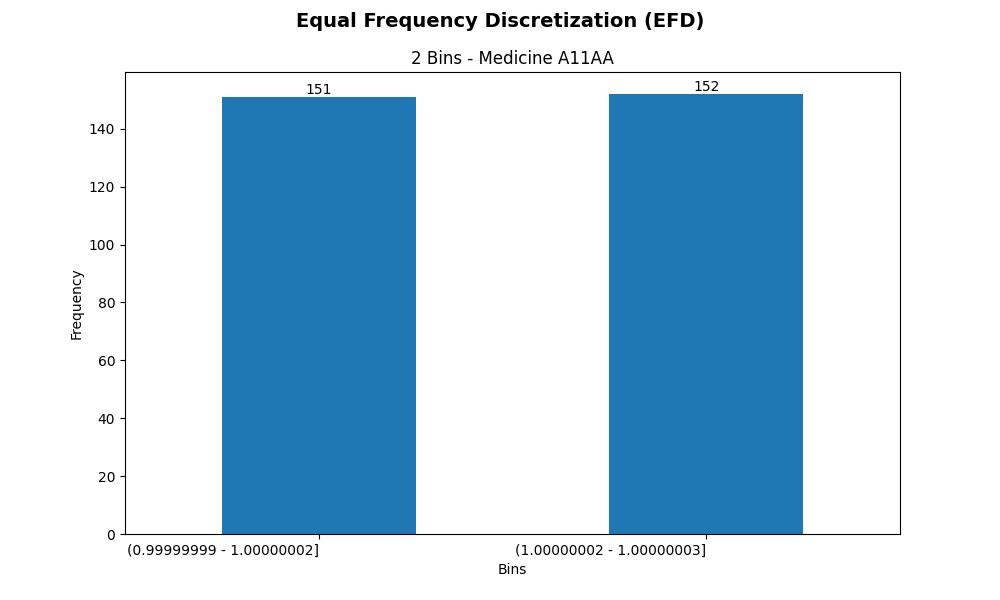 Equal Frequency Discretization (EFD)
2 Bins - Medicine A11AA
151
152
140
120
100
80
60
40
20
0
Frequency
(0.99999999 - 1.00000002]
(1.00000002 - 1.00000003]
Bins